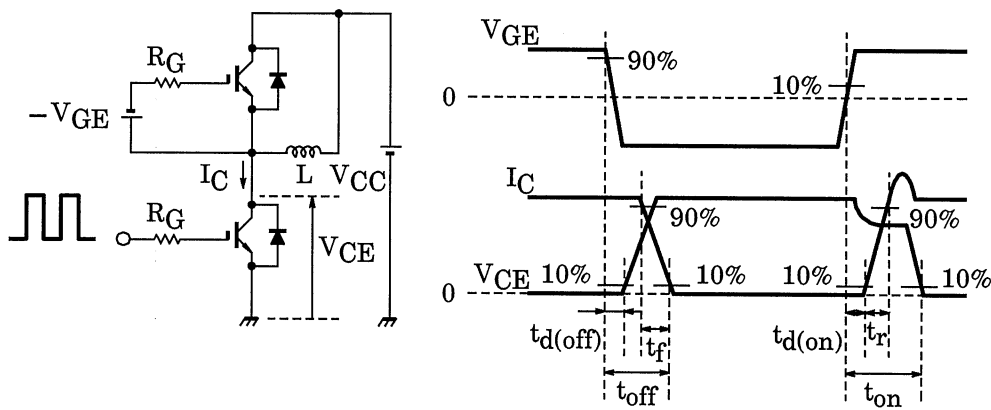 R_G
-V_GE
I_C
L
V_CC
R_G
V_CE
V_GE
90%
10%
0
I_C
90%
90%
V_CE
10%
10%
10%
10%
0
t_d(off)
t_f
t_d(on)
t_r
t_off
t_on